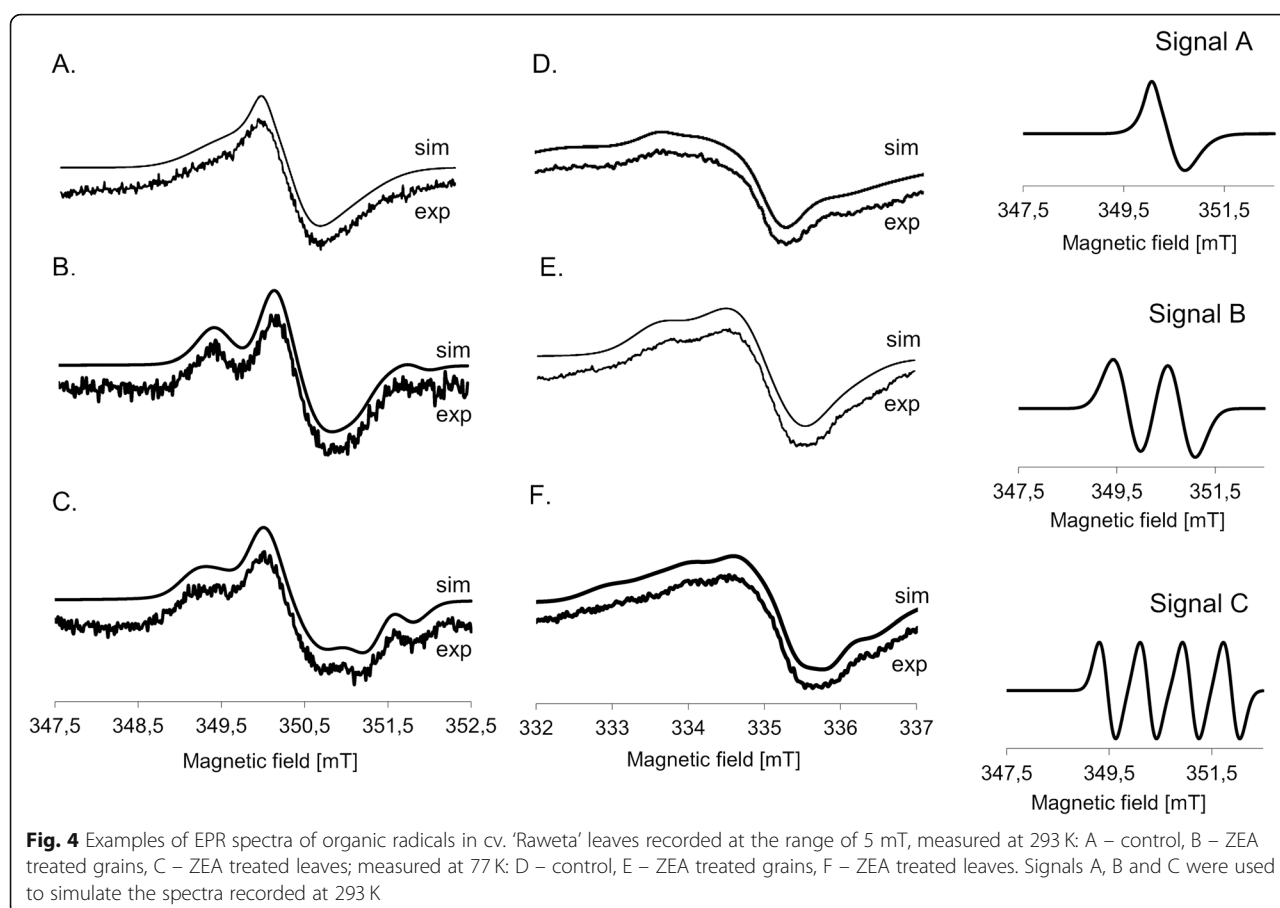 A.
sim
exp
B.
sim
exp
C.
sim
exp
347,5 348,5 349,5 350,5 351,5 352,5
Magnetic field [mT]
D.
sim
exp
E.
sim
exp
F.
sim
exp
332 333 334 335 336 337
Magnetic field [mT]
Signal A
347,5 349,5 351,5
Magnetic field [mT]
Signal B
347,5 349,5 351,5
Magnetic field [mT]
Signal C
347,5 349,5 351,5
Magnetic field [mT]
Fig. 4 Examples of EPR spectra of organic radicals in cv. ‘Raweta’ leaves recorded at the range of 5 mT, measured at 293 K: A – control, B – ZEA
treated grains, C – ZEA treated leaves; measured at 77 K: D – control, E – ZEA treated grains, F – ZEA treated leaves. Signals A, B and C were used
to simulate the spectra recorded at 293 K